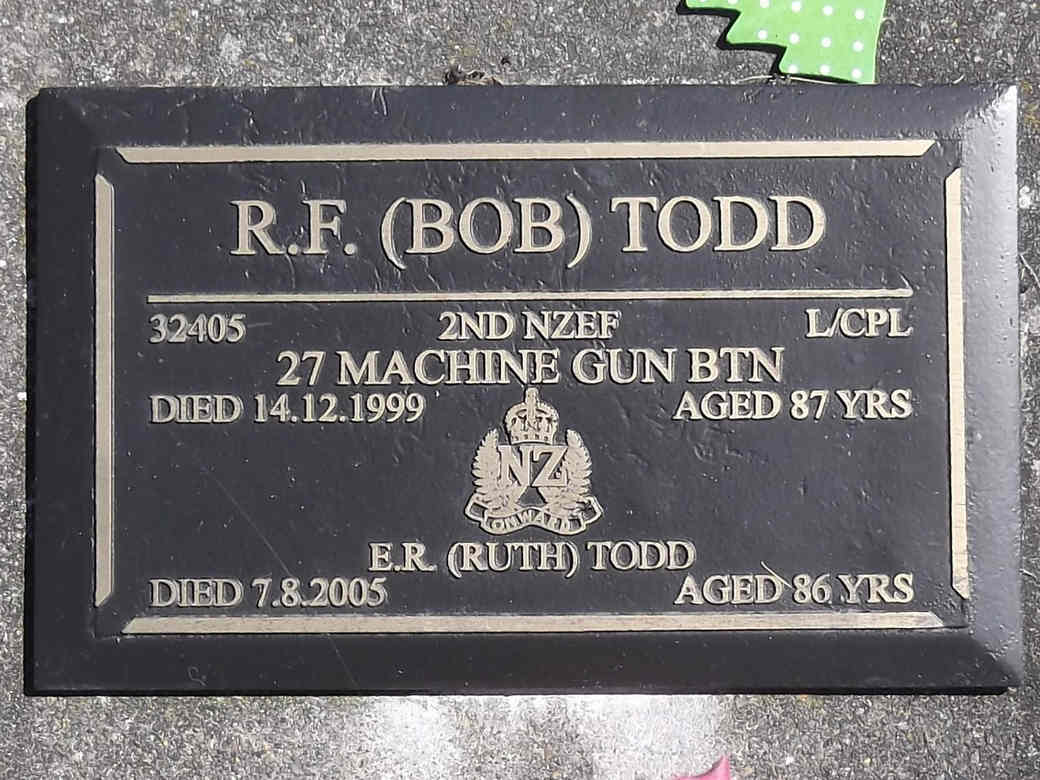 R.F. (BOB) TODD
32405 2ND NZEF L/CPL
27 MACHINE GUN BTN
DIED 14.12.1999 AGED 87 YRS
NZ
ONWARD
E.R. (RUTH) TODD
DIED 7.8.2005 AGED 86 YRS